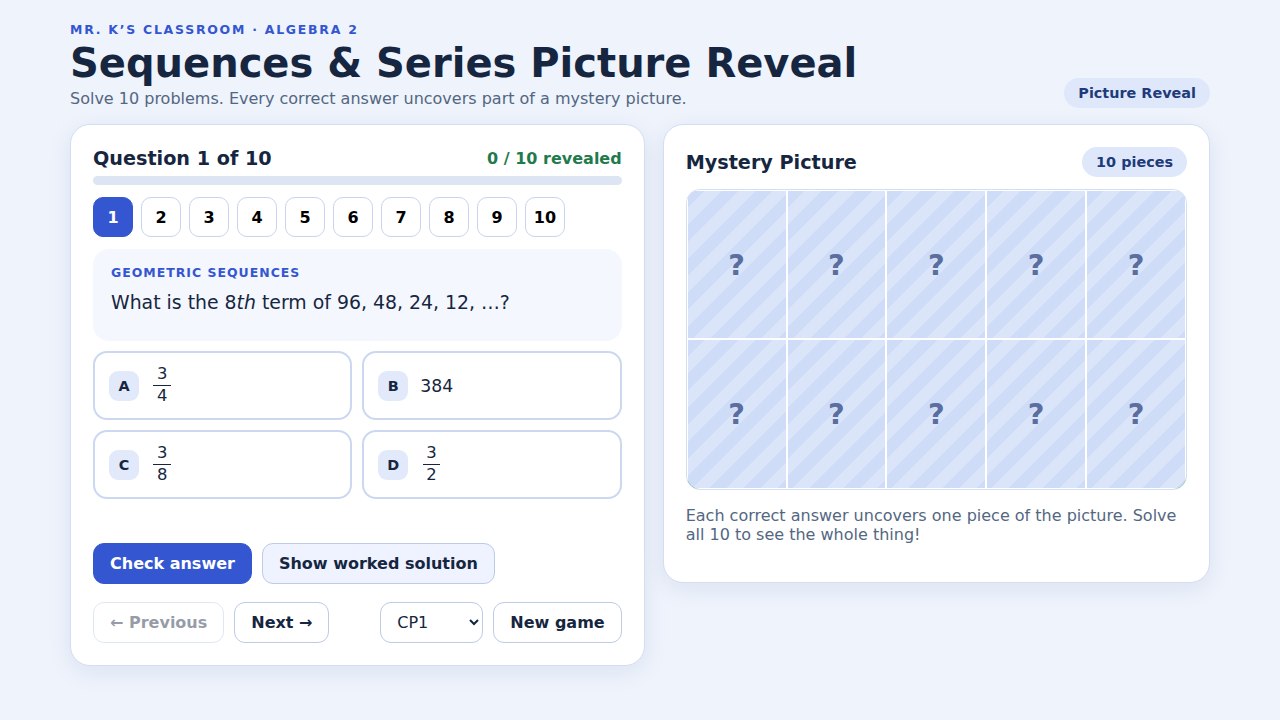 MR. K’S CLASSROOM · ALGEBRA 2
Sequences & Series Picture Reveal
Solve 10 problems. Every correct answer uncovers part of a mystery picture.
Picture Reveal
Question 1 of 10
0 / 10 revealed
1 2 3 4 5 6 7 8 9 10
GEOMETRIC SEQUENCES
What is the 8th term of 96, 48, 24, 12, …?
A 3/4
B 384
C 3/8
D 3/2
Check answer
Show worked solution
← Previous
Next →
CP1
New game
Mystery Picture
10 pieces
? ? ? ? ?
? ? ? ? ?
Each correct answer uncovers one piece of the picture. Solve
all 10 to see the whole thing!